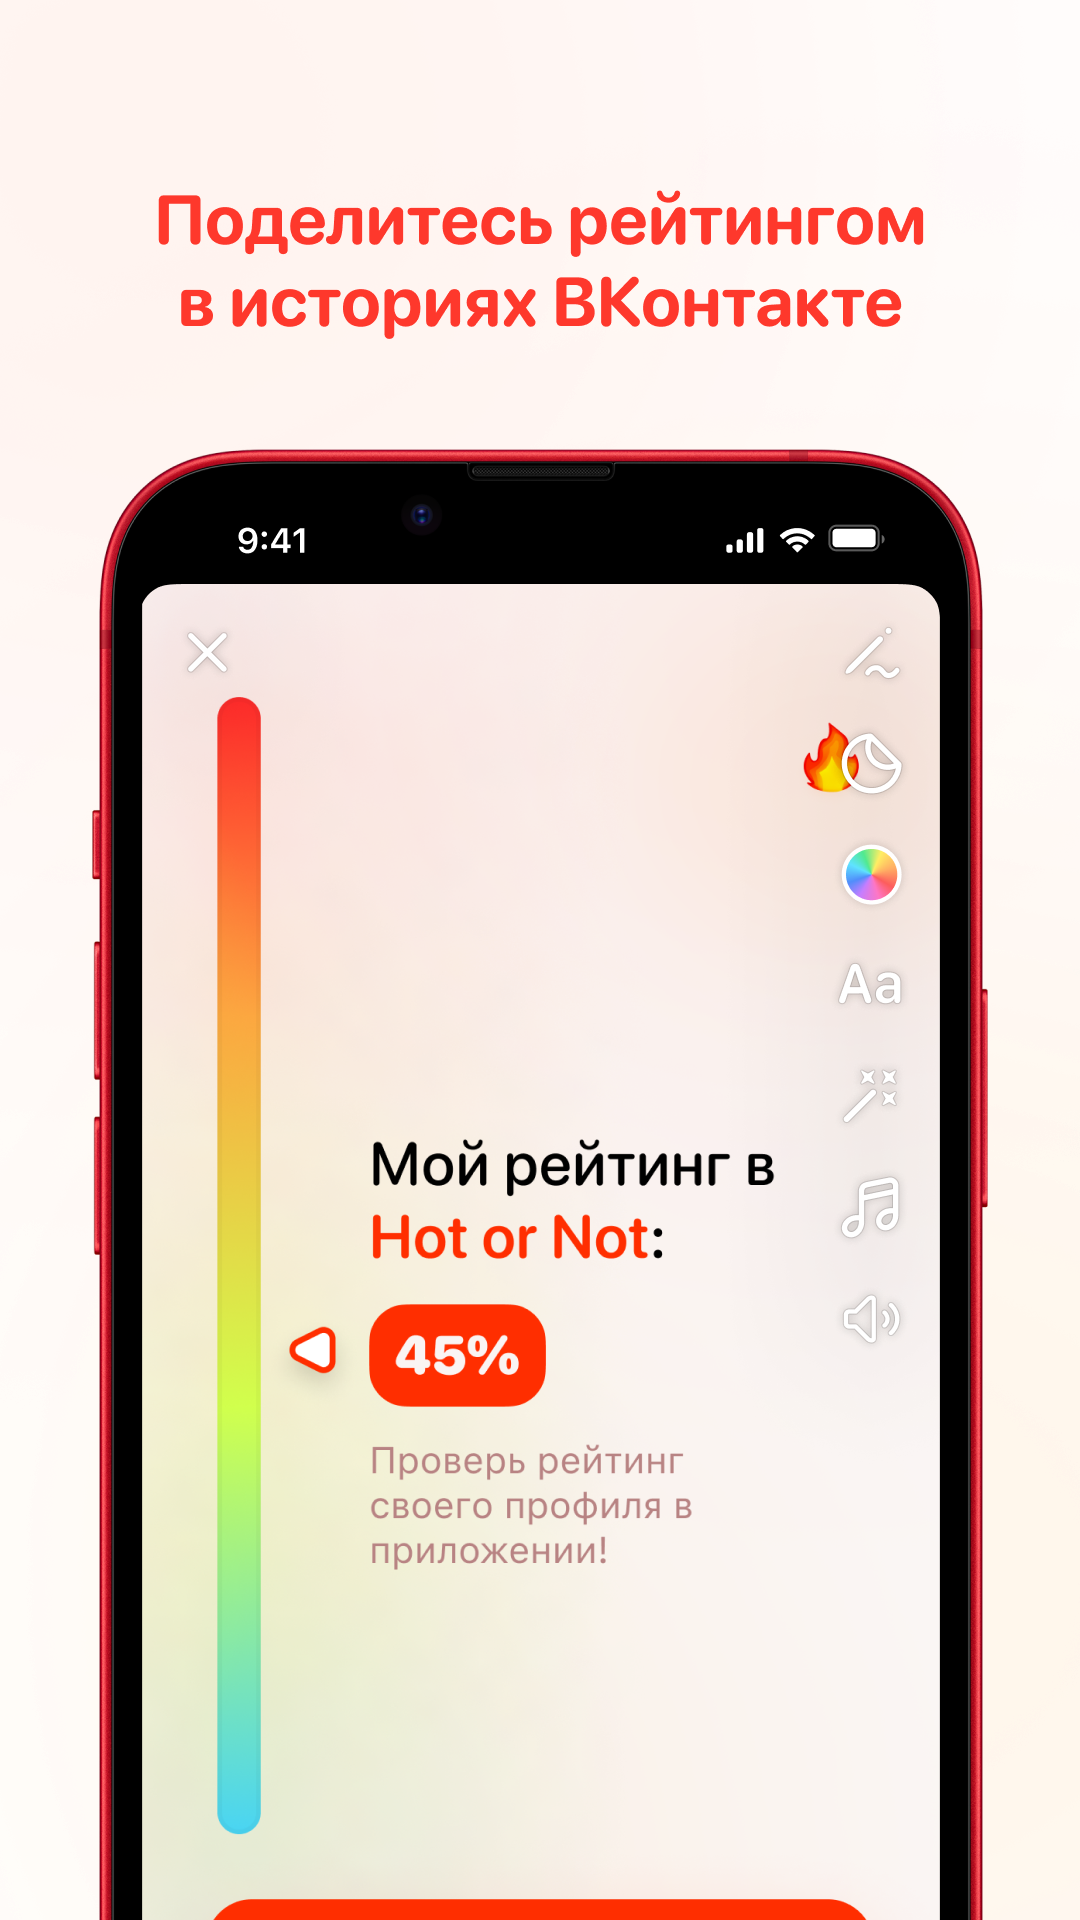 Поделитесь рейтингом
в историях ВКонтакте
9:41
Aa
Мой рейтинг в
Hot or Not:
45%
Проверь рейтинг
своего профиля в
приложении!